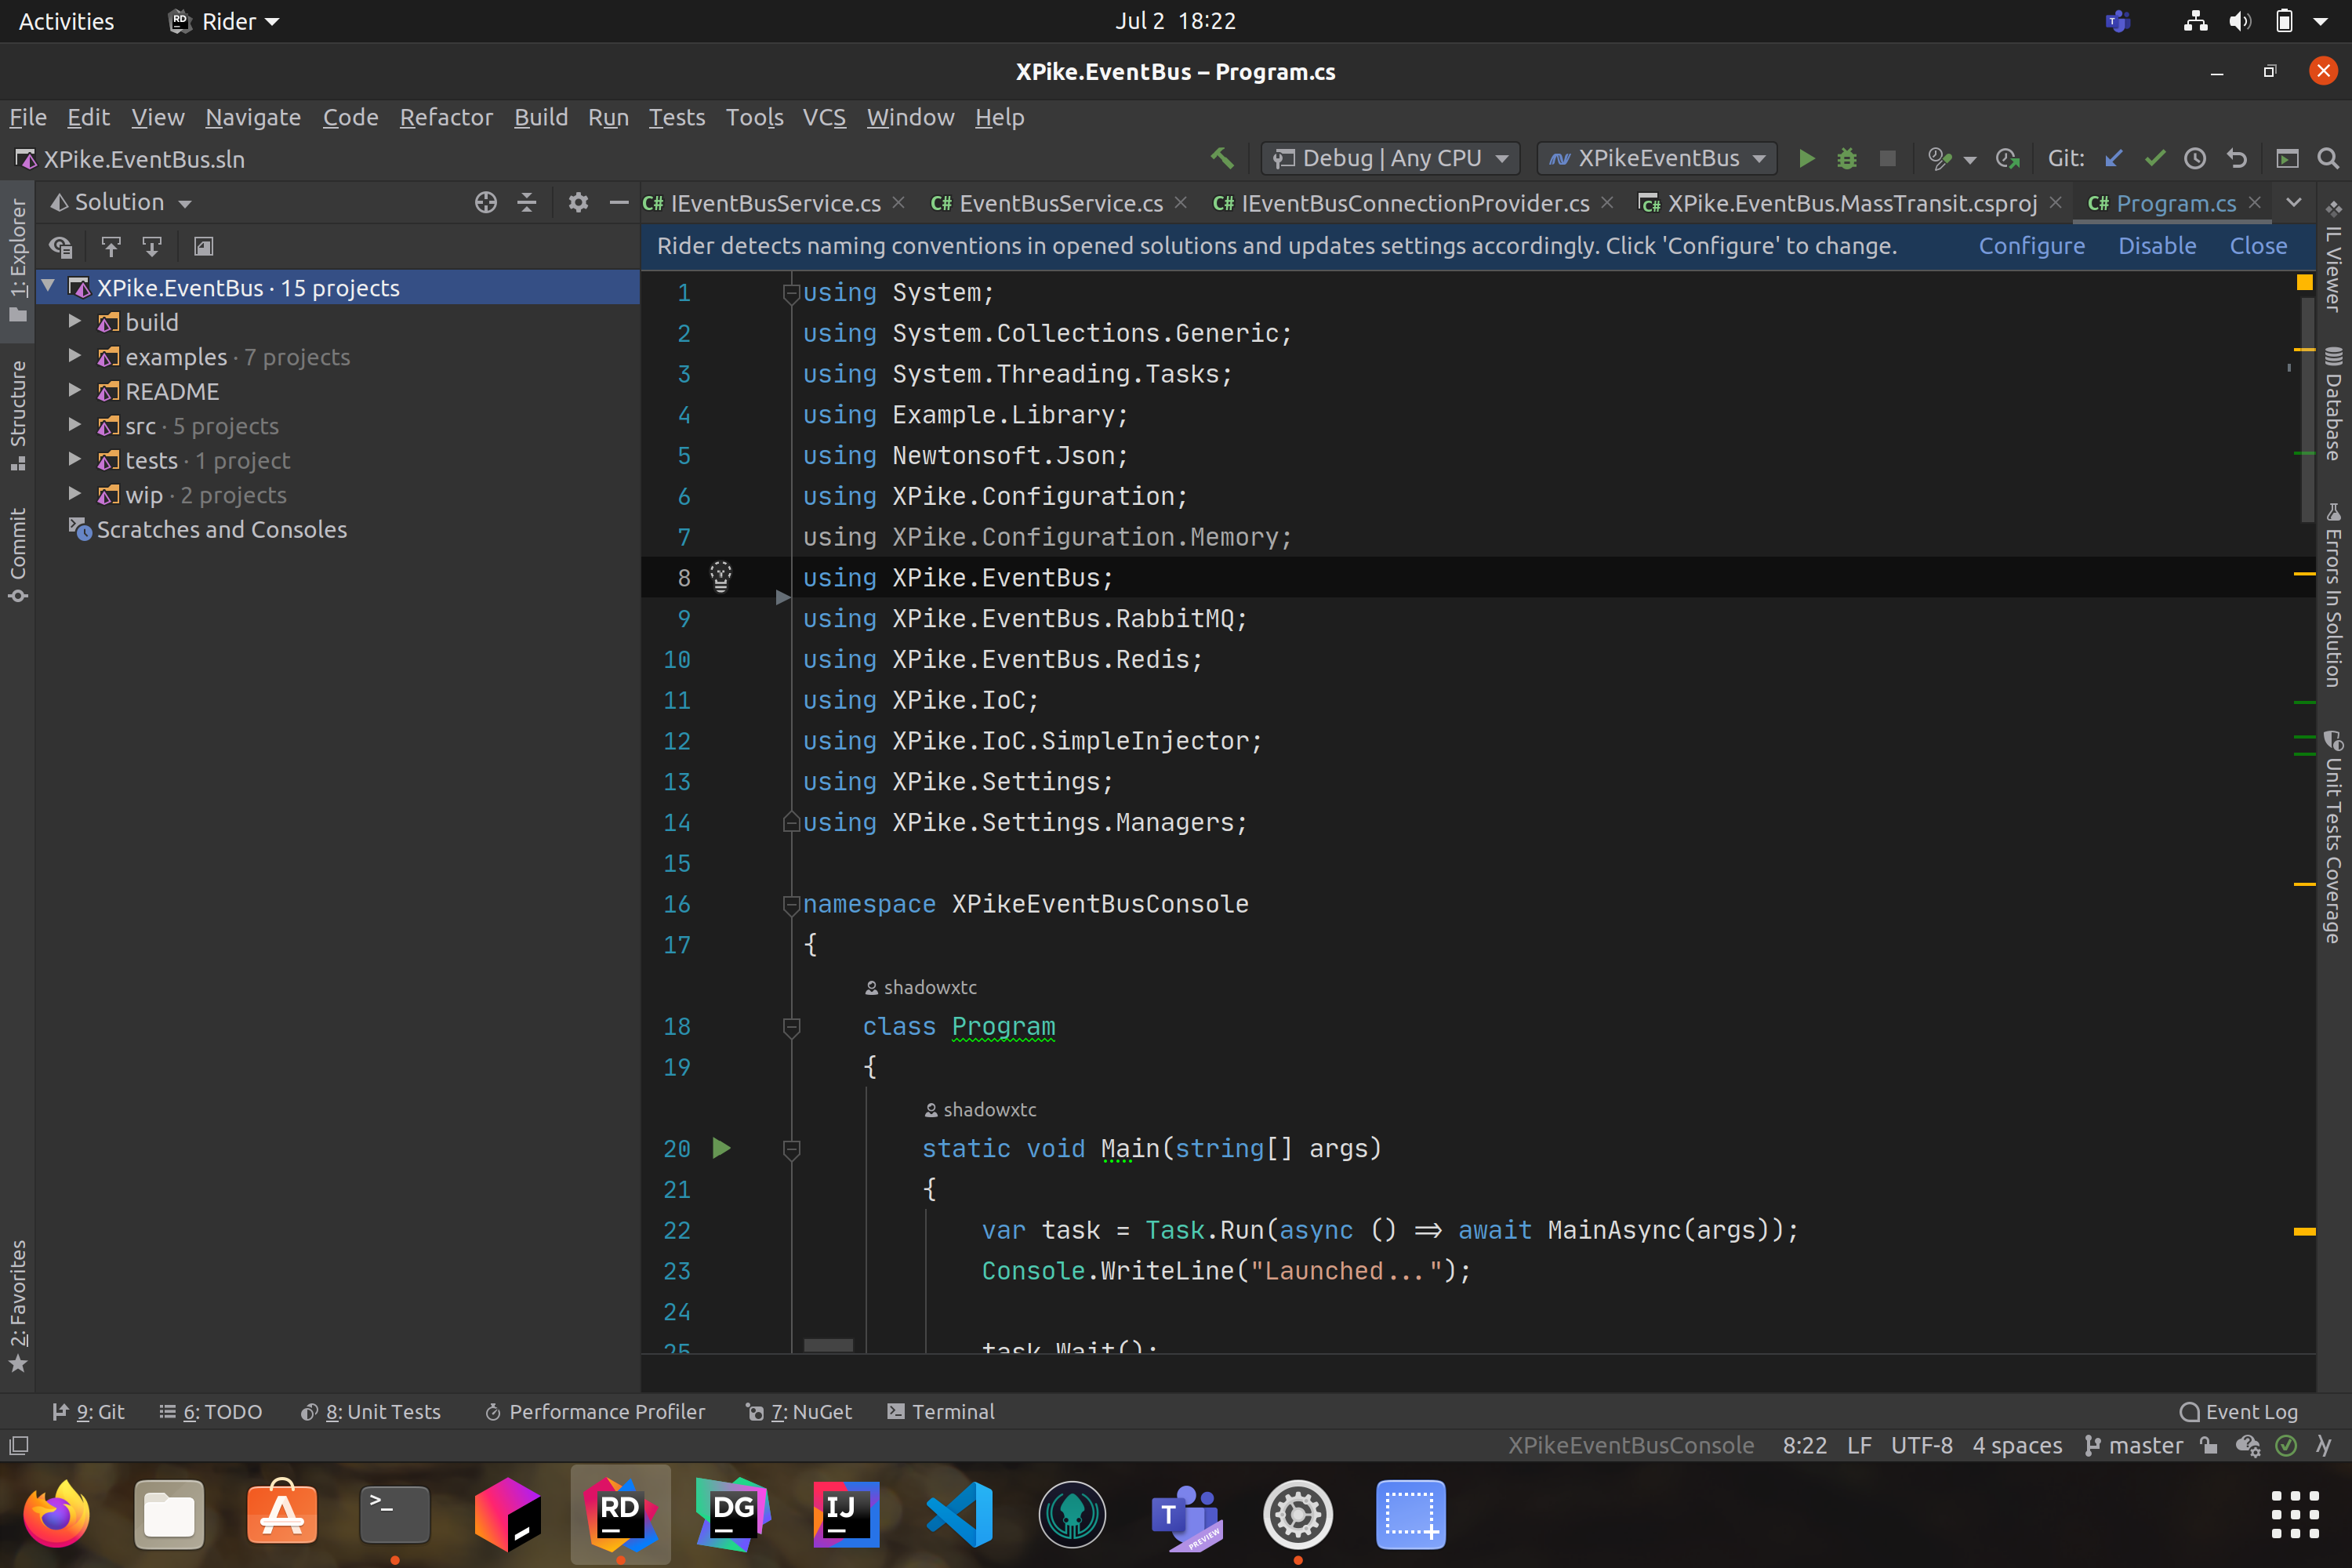 Activities
Rider
Jul 2 18:22
XPike.EventBus – Program.cs
File Edit View Navigate Code Refactor Build Run Tests Tools VCS Window Help
XPike.EventBus.sln
Debug | Any CPU
XPikeEventBus
Git:
Solution
IEventBusService.cs
EventBusService.cs
IEventBusConnectionProvider.cs
XPike.EventBus.MassTransit.csproj
Program.cs
Rider detects naming conventions in opened solutions and updates settings accordingly. Click 'Configure' to change.
Configure Disable Close
1: Explorer
Structure
Commit
2: Favorites
XPike.EventBus · 15 projects
build
examples · 7 projects
README
src · 5 projects
tests · 1 project
wip · 2 projects
Scratches and Consoles
1 using System;
2 using System.Collections.Generic;
3 using System.Threading.Tasks;
4 using Example.Library;
5 using Newtonsoft.Json;
6 using XPike.Configuration;
7 using XPike.Configuration.Memory;
8 using XPike.EventBus;
9 using XPike.EventBus.RabbitMQ;
10 using XPike.EventBus.Redis;
11 using XPike.IoC;
12 using XPike.IoC.SimpleInjector;
13 using XPike.Settings;
14 using XPike.Settings.Managers;
15
16 namespace XPikeEventBusConsole
17 {
shadowxtc
18 class Program
19 {
shadowxtc
20 static void Main(string[] args)
21 {
22 var task = Task.Run(async () => await MainAsync(args));
23 Console.WriteLine("Launched...");
24
25 task.Wait();
IL Viewer
Database
Errors In Solution
Unit Tests Coverage
9: Git
6: TODO
8: Unit Tests
Performance Profiler
7: NuGet
Terminal
Event Log
XPikeEventBusConsole 8:22 LF UTF-8 4 spaces master
>_
RD
DG
IJ
T
PREVIEW